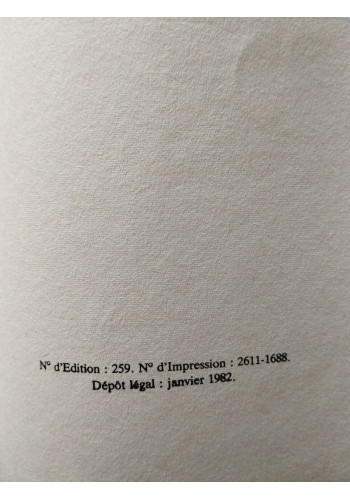 N° d'Edition : 259. N° d'Impression : 2611-1688.
Dépôt légal : janvier 1982.